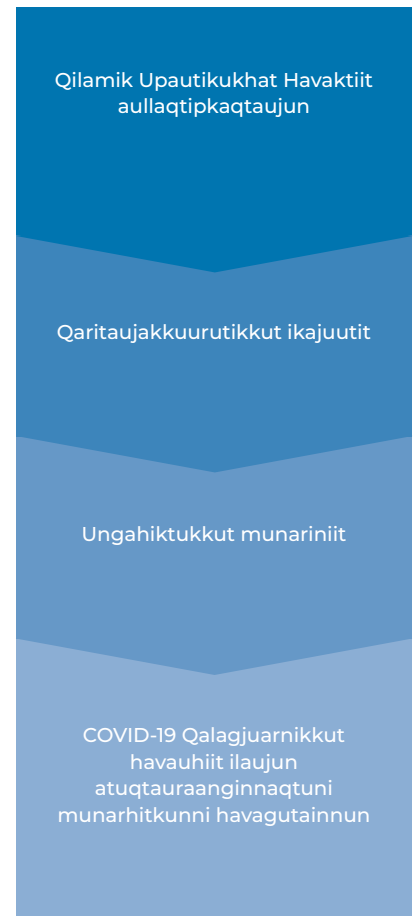 Qilamik Upautikukhat Havaktiit
aullaqtipkaqtaujun
Qaritaujakkuurutikkut ikajuutit
Ungahiktukkut munariniit
COVID-19 Qalagjuarnikkut
havauhiit ilaujun
atuqtauraanginnaqtuni
munarhitkunni havagutainnun